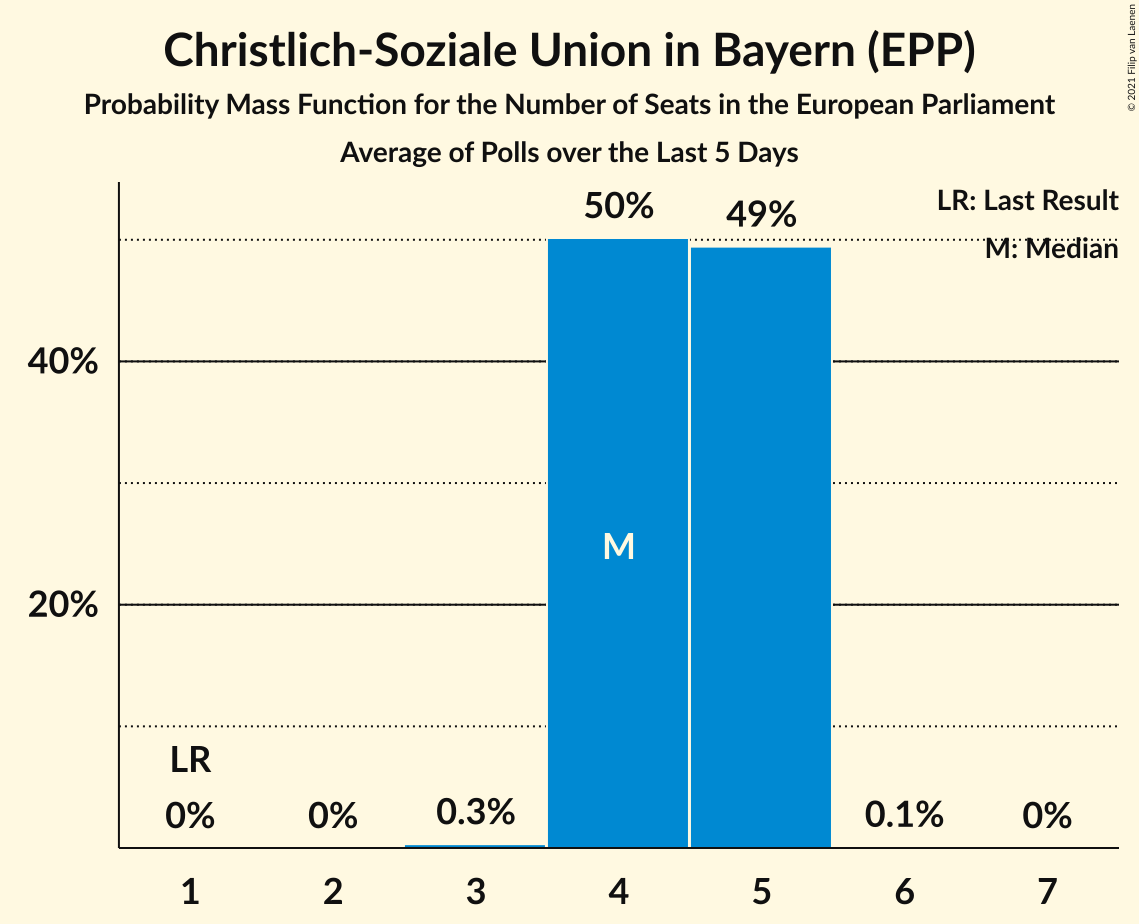 Christlich-Soziale Union in Bayern (EPP)
Probability Mass Function for the Number of Seats in the European Parliament
Average of Polls over the Last 5 Days
© 2021 Filip van Laenen
LR: Last Result
M: Median
50%
49%
40%
20%
M
LR
0%
0%
0.3%
0.1%
0%
1 2 3 4 5 6 7